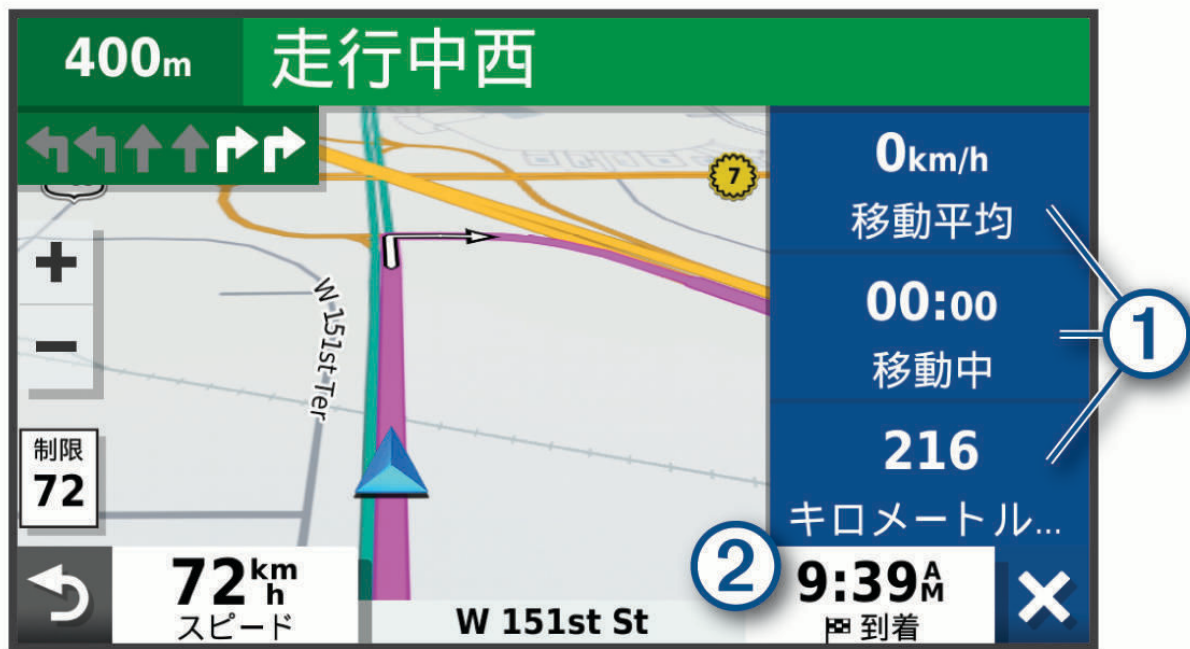 400m
走行中西
7
+
−
W 151st Ter
制限
72
72 km/h
スピード
W 151st St
0km/h
移動平均
00:00
移動中
216
キロメートル...
1
2
9:39AM
到着